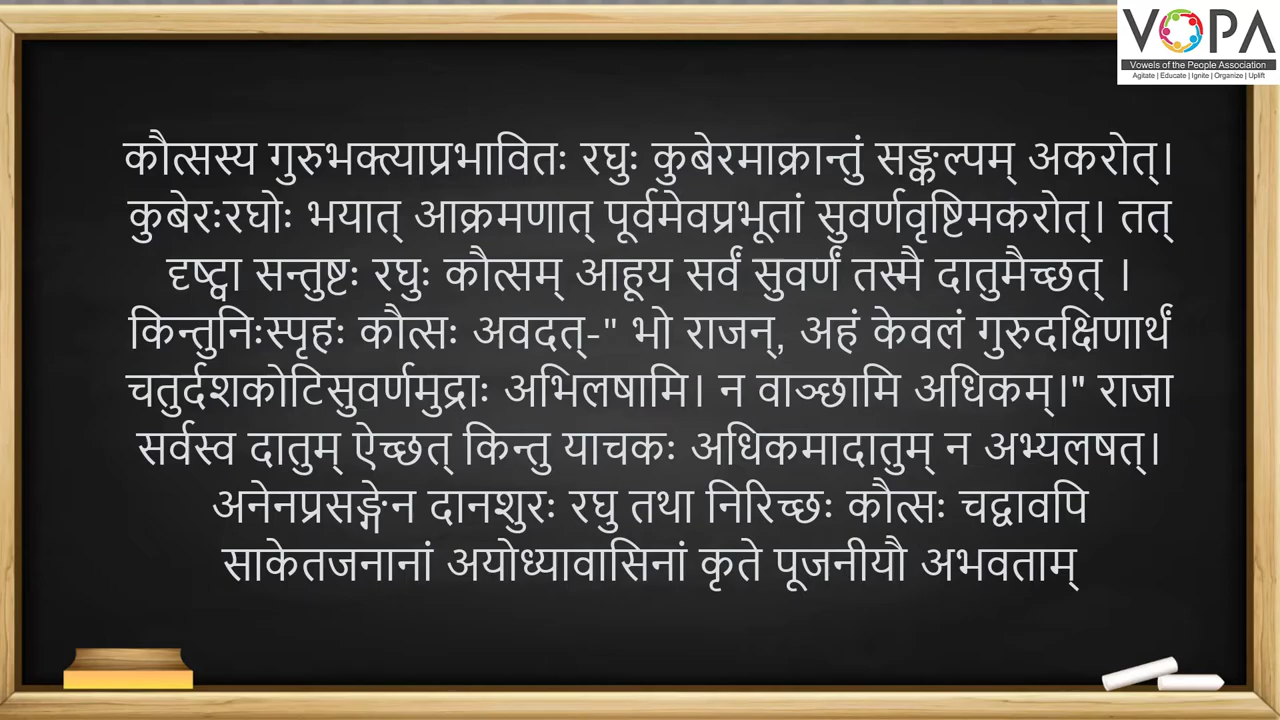 VOPA
Vowels of the People Association
Agitate | Educate | Ignite | Organize | Uplift
कौत्सस्य गुरुभक्त्याप्रभावितः रघुः कुबेरमाक्रान्तुं सङ्कल्पम् अकरोत्।
कुबेरःरघोः भयात् आक्रमणात् पूर्वमेवप्रभूतां सुवर्णवृष्टिमकरोत्। तत्
दृष्ट्वा सन्तुष्टः रघुः कौत्सम् आहूय सर्वं सुवर्णं तस्मै दातुमैच्छत् ।
किन्तुनिःस्पृहः कौत्सः अवदत्-" भो राजन्, अहं केवलं गुरुदक्षिणार्थं
चतुर्दशकोटिसुवर्णमुद्राः अभिलषामि। न वाञ्छामि अधिकम्।" राजा
सर्वस्व दातुम् ऐच्छत् किन्तु याचकः अधिकमादातुम् न अभ्यलषत्।
अनेनप्रसङ्गेन दानशुरः रघु तथा निरिच्छः कौत्सः चद्वावपि
साकेतजनानां अयोध्यावासिनां कृते पूजनीयौ अभवताम्